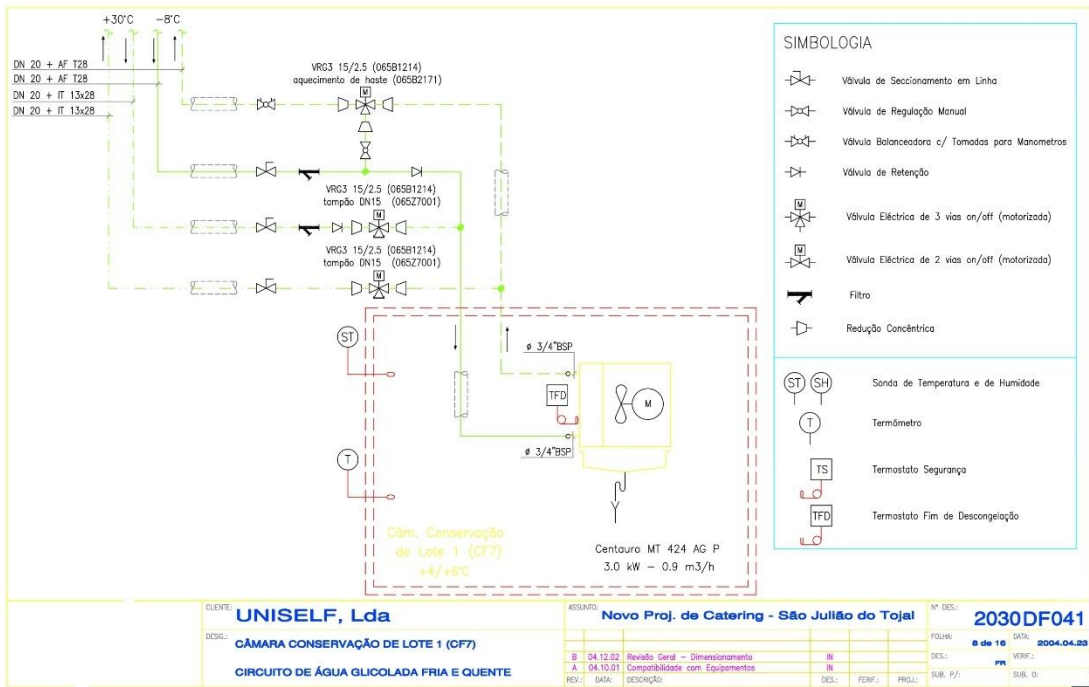 +30°C
-8°C
DN 20 + AF T28
DN 20 + AF T28
DN 20 + IT 13x28
DN 20 + IT 13x28
VRG3 15/2.5 (065B1214)
aquecimento de haste (065B2171)
M
VRG3 15/2.5 (065B1214)
tampão DN15 (065Z7001)
M
VRG3 15/2.5 (065B1214)
tampão DN15 (065Z7001)
M
ST
T
ø 3/4"BSP
TFD
M
ø 3/4"BSP
Câm. Conservação
de Lote 1 (CF7)
+4/+6°C
Centauro MT 424 AG P
3.0 kW - 0.9 m3/h
SIMBOLOGIA
Válvula de Seccionamento em Linha
Válvula de Regulação Manual
Válvula Balanceadora c/ Tomadas para Manometros
Válvula de Retenção
M
Válvula Eléctrica de 3 vias on/off (motorizada)
M
Válvula Eléctrica de 2 vias on/off (motorizada)
Filtro
Redução Concêntrica
ST SH Sonda de Temperatura e de Humidade
T Termómetro
TS Termostato Segurança
TFD Termostato Fim de Descongelação
CLIENTE: UNISELF, Lda
DESIG.: CÂMARA CONSERVAÇÃO DE LOTE 1 (CF7)
CIRCUITO DE ÁGUA GLICOLADA FRIA E QUENTE
ASSUNTO: Novo Proj. de Catering - São Julião do Tojal
B 04.12.02 Revisão Geral - Dimensionamento IN
A 04.10.01 Compatibilidade com Equipamentos IN
REV.: DATA: DESCRIÇÃO: DES.: FERIF.: PROJ.:
Nº DES.: 2030DF041
FOLHA: 8 de 16 DATA: 2004.04.23
DES.: FR VERIF.:
SUB. P/: SUB. O: